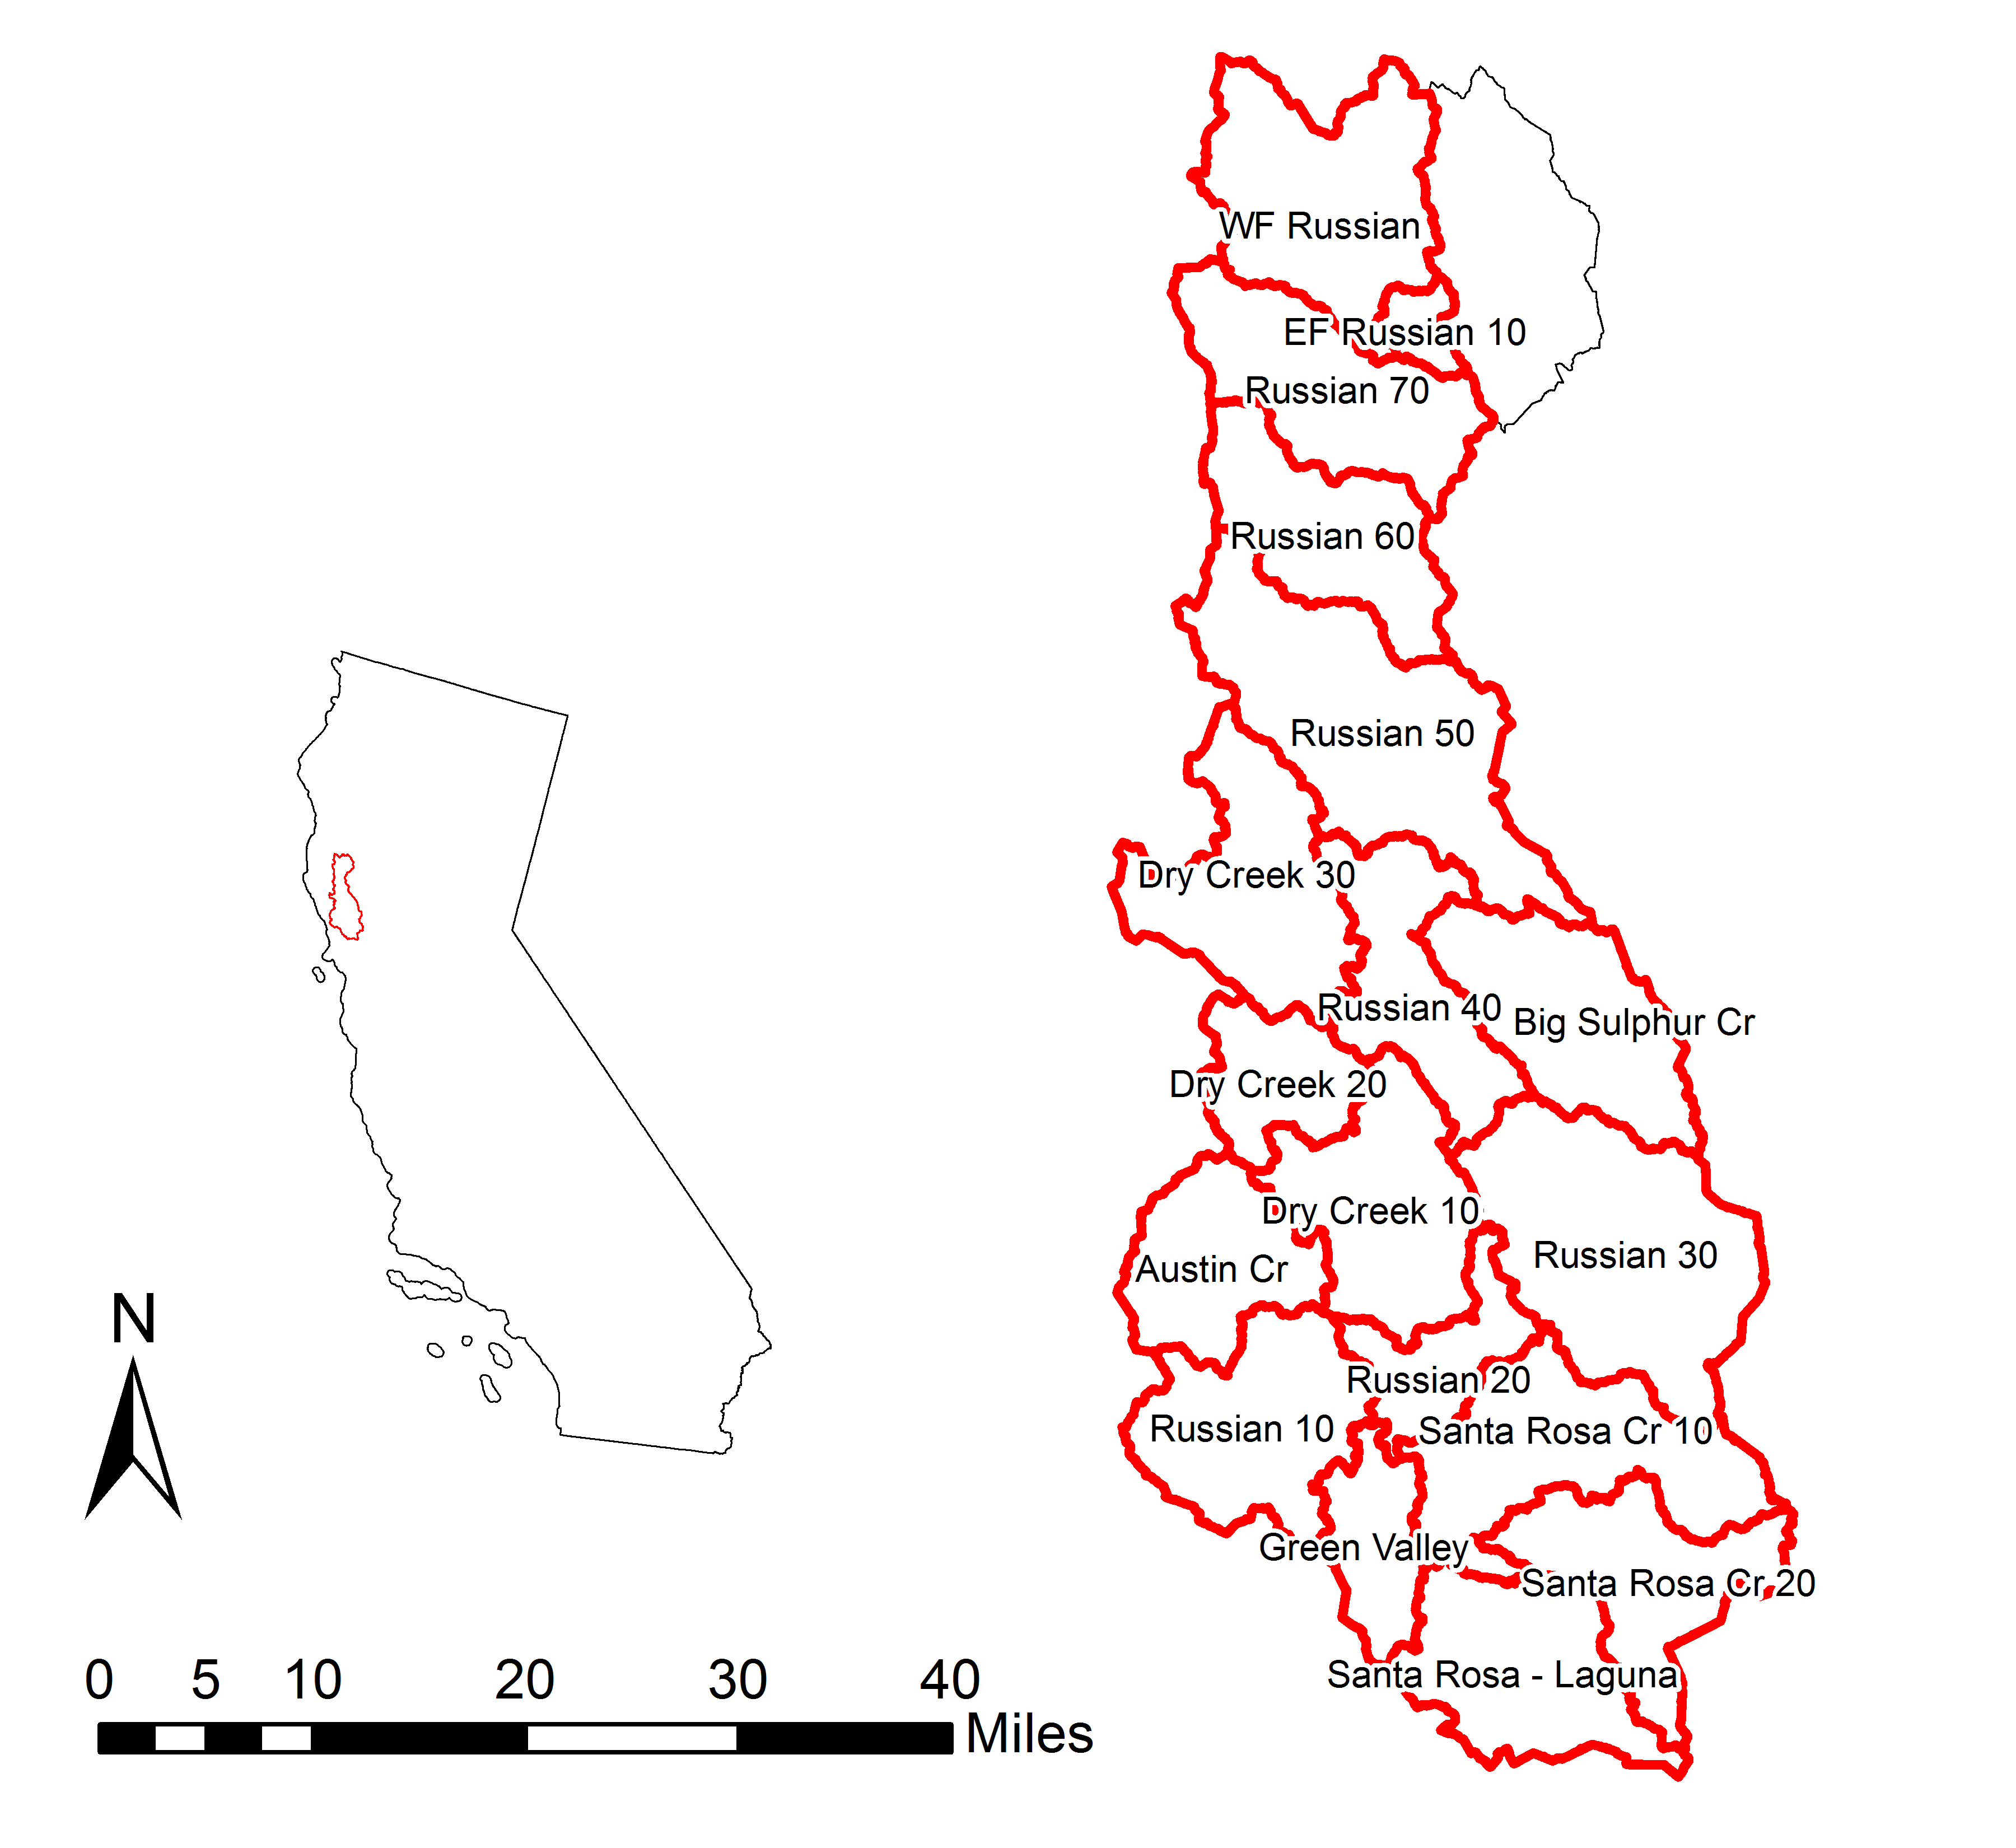 WF Russian
EF Russian 10
Russian 70
Russian 60
Russian 50
Dry Creek 30
Russian 40
Big Sulphur Cr
Dry Creek 20
Dry Creek 10
Russian 30
Austin Cr
Russian 20
Russian 10
Santa Rosa Cr 10
Green Valley
Santa Rosa Cr 20
Santa Rosa - Laguna
N
0 5 10 20 30 40
Miles